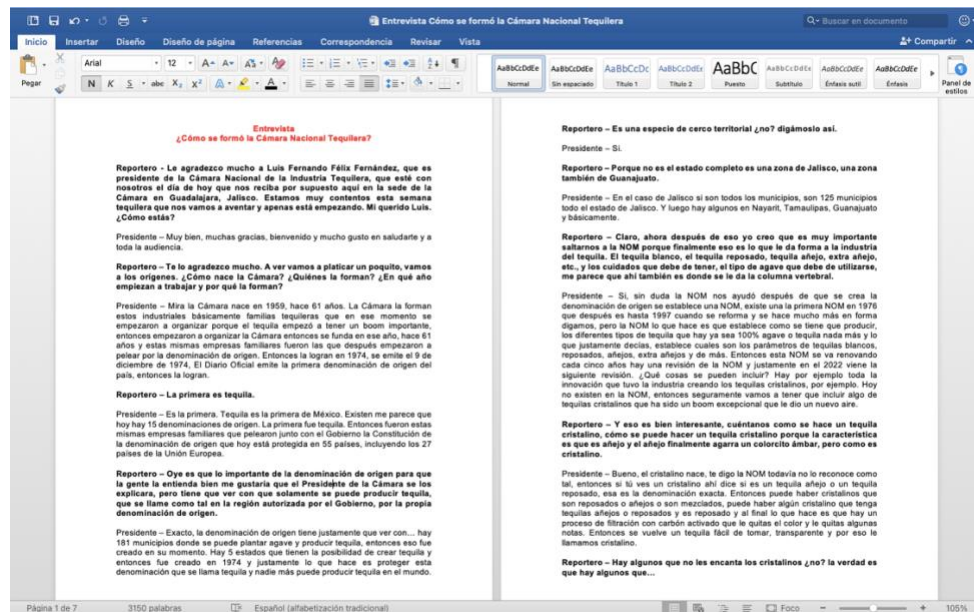 Entrevista Cómo se formó la Cámara Nacional Tequilera
Buscar en documento
Inicio Insertar Diseño Diseño de página Referencias Correspondencia Revisar Vista
Compartir
Pegar
Arial 12
N K S abc X₂ X²
AaBbCcDdEe AaBbCcDdEe AaBbCcDc AaBbCcDdEe AaBbC AaBbCcDdEe AaBbCcDdEe AaBbCcDdEe
Normal Sin espaciado Título 1 Título 2 Puesto Subtítulo Énfasis sutil Énfasis
Panel de estilos
Entrevista
¿Cómo se formó la Cámara Nacional Tequilera?
Reportero - Le agradezco mucho a Luis Fernando Félix Fernández, que es
presidente de la Cámara Nacional de la Industria Tequilera, que esté con
nosotros el día de hoy que nos reciba por supuesto aquí en la sede de la
Cámara en Guadalajara, Jalisco. Estamos muy contentos esta semana
tequilera que nos vamos a aventar y apenas está empezando. Mi querido Luis.
¿Cómo estás?
Presidente – Muy bien, muchas gracias, bienvenido y mucho gusto en saludarte y a
toda la audiencia.
Reportero – Te lo agradezco mucho. A ver vamos a platicar un poquito, vamos
a los orígenes. ¿Cómo nace la Cámara? ¿Quiénes la forman? ¿En qué año
empiezan a trabajar y por qué la forman?
Presidente – Mira la Cámara nace en 1959, hace 61 años. La Cámara la forman
estos industriales básicamente familias tequileras que en ese momento se
empezaron a organizar porque el tequila empezó a tener un boom importante,
entonces empezaron a organizar la Cámara entonces se funda en ese año, hace 61
años y estas mismas empresas familiares fueron las que después empezaron a
pelear por la denominación de origen. Entonces la logran en 1974, se emite el 9 de
diciembre de 1974, El Diario Oficial emite la primera denominación de origen del
país, entonces la logran.
Reportero – La primera es tequila.
Presidente – Es la primera. Tequila es la primera de México. Existen me parece que
hoy hay 15 denominaciones de origen. La primera fue tequila. Entonces fueron estas
mismas empresas familiares que pelearon junto con el Gobierno la Constitución de
la denominación de origen que hoy está protegida en 55 países, incluyendo los 27
países de la Unión Europea.
Reportero – Oye es que lo importante de la denominación de origen para que
la gente la entienda bien me gustaría que el Presidente de la Cámara se los
explicara, pero tiene que ver con que solamente se puede producir tequila,
que se llame como tal en la región autorizada por el Gobierno, por la propia
denominación de origen.
Presidente – Exacto, la denominación de origen tiene justamente que ver con... hay
181 municipios donde se puede plantar agave y producir tequila, entonces eso fue
creado en su momento. Hay 5 estados que tienen la posibilidad de crear tequila y
entonces fue creado en 1974 y justamente lo que hace es proteger esta
denominación que se llama tequila y nadie más puede producir tequila en el mundo.
Reportero – Es una especie de cerco territorial ¿no? digámoslo así.
Presidente – Si.
Reportero – Porque no es el estado completo es una zona de Jalisco, una zona
también de Guanajuato.
Presidente – En el caso de Jalisco si son todos los municipios, son 125 municipios
todo el estado de Jalisco. Y luego hay algunos en Nayarit, Tamaulipas, Guanajuato
y básicamente.
Reportero – Claro, ahora después de eso yo creo que es muy importante
saltarnos a la NOM porque finalmente eso es lo que le da forma a la industria
del tequila. El tequila blanco, el tequila reposado, tequila añejo, extra añejo,
etc., y los cuidados que debe de tener, el tipo de agave que debe de utilizarse,
me parece que ahí también es donde se le da la columna vertebral.
Presidente – Si, sin duda la NOM nos ayudó después de que se crea la
denominación de origen se establece una NOM, existe una la primera NOM en 1976
que después es hasta 1997 cuando se reforma y se hace mucho más en forma
digamos, pero la NOM lo que hace es que establece como se tiene que producir,
los diferentes tipos de tequila que hay ya sea 100% agave o tequila nada más y lo
que justamente decías, establece cuales son los parámetros de tequilas blancos,
reposados, añejos, extra añejos y de más. Entonces esta NOM se va renovando
cada cinco años hay una revisión de la NOM y justamente en el 2022 viene la
siguiente revisión. ¿Qué cosas se pueden incluir? Hay por ejemplo toda la
innovación que tuvo la industria creando los tequilas cristalinos, por ejemplo. Hoy
no existen en la NOM, entonces seguramente vamos a tener que incluir algo de
tequilas cristalinos que ha sido un boom excepcional que le dio un nuevo aire.
Reportero – Y eso es bien interesante, cuéntanos como se hace un tequila
cristalino, cómo se puede hacer un tequila cristalino porque la característica
es que es añejo y el añejo finalmente agarra un colorcito ámbar, pero como es
cristalino.
Presidente – Bueno, el cristalino nace, te digo la NOM todavía no lo reconoce como
tal, entonces si tú ves un cristalino ahí dice si es un tequila añejo o un tequila
reposado, esa es la denominación exacta. Entonces puede haber cristalinos que
son reposados o añejos o son mezclados, puede haber algún cristalino que tenga
tequilas añejos o reposados y es reposado y al final lo que hace es que hay un
proceso de filtración con carbón activado que le quitas el color y le quitas algunas
notas. Entonces se vuelve un tequila fácil de tomar, transparente y por eso le
llamamos cristalino.
Reportero – Hay algunos que no les encanta los cristalinos ¿no? la verdad es
que hay algunos que...
Página 1 de 7 3150 palabras Español (alfabetización tradicional) Foco 105%